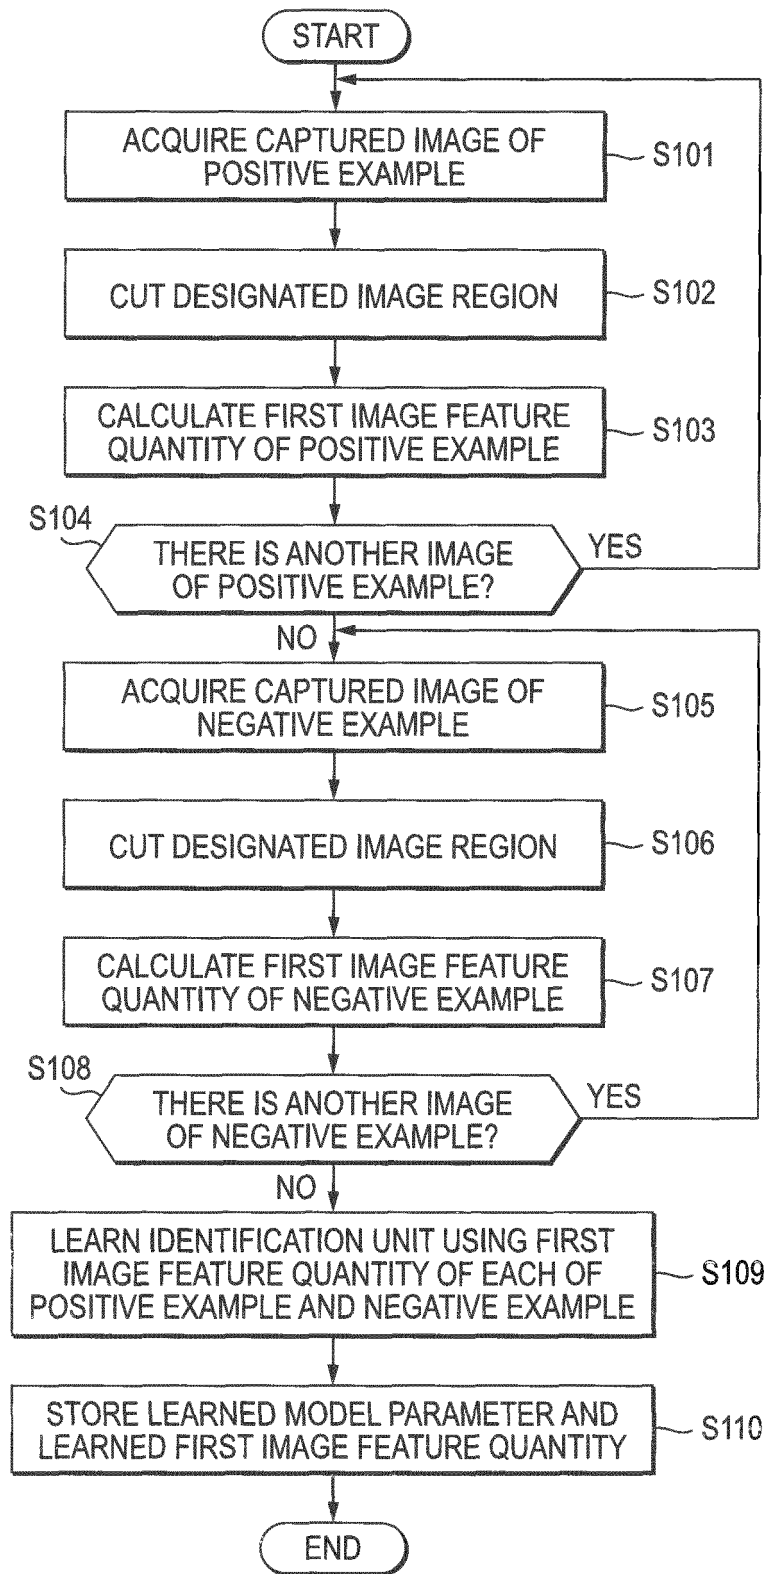 START
ACQUIRE CAPTURED IMAGE OF
POSITIVE EXAMPLE
S101
CUT DESIGNATED IMAGE REGION
S102
CALCULATE FIRST IMAGE FEATURE
QUANTITY OF POSITIVE EXAMPLE
S103
S104
THERE IS ANOTHER IMAGE
OF POSITIVE EXAMPLE?
YES
NO
ACQUIRE CAPTURED IMAGE OF
NEGATIVE EXAMPLE
S105
CUT DESIGNATED IMAGE REGION
S106
CALCULATE FIRST IMAGE FEATURE
QUANTITY OF NEGATIVE EXAMPLE
S107
S108
THERE IS ANOTHER IMAGE
OF NEGATIVE EXAMPLE?
YES
NO
LEARN IDENTIFICATION UNIT USING FIRST
IMAGE FEATURE QUANTITY OF EACH OF
POSITIVE EXAMPLE AND NEGATIVE EXAMPLE
S109
STORE LEARNED MODEL PARAMETER AND
LEARNED FIRST IMAGE FEATURE QUANTITY
S110
END